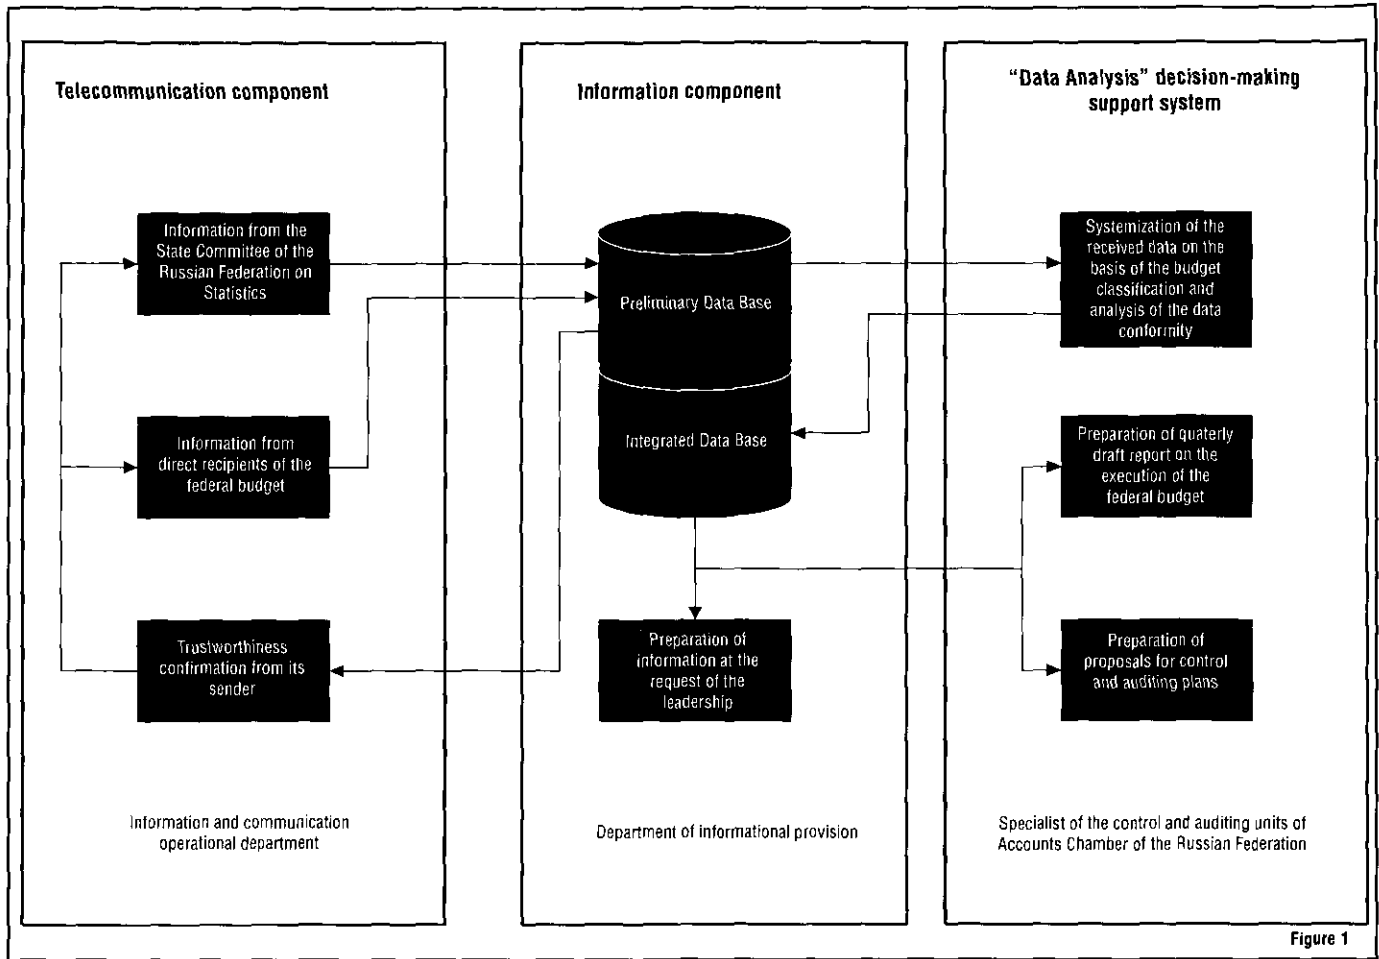 Telecommunication component
Information from the
State Committee of the
Russian Federation on
Statistics
Information from
direct recipients of the
federal budget
Trustworthiness
confirmation from its
sender
Information and communication
operational department
Information component
Preliminary Data Base
Integrated Data Base
Preparation of
information at the
request of the
leadership
Department of informational provision
“Data Analysis” decision-making
support system
Systemization of the
received data on the
basis of the budget
classification and
analysis of the data
conformity
Preparation of quaterly
draft report on the
execution of the
federal budget
Preparation of
proposals for control
and auditing plans
Specialist of the control and auditing units of
Accounts Chamber of the Russian Federation
Figure 1